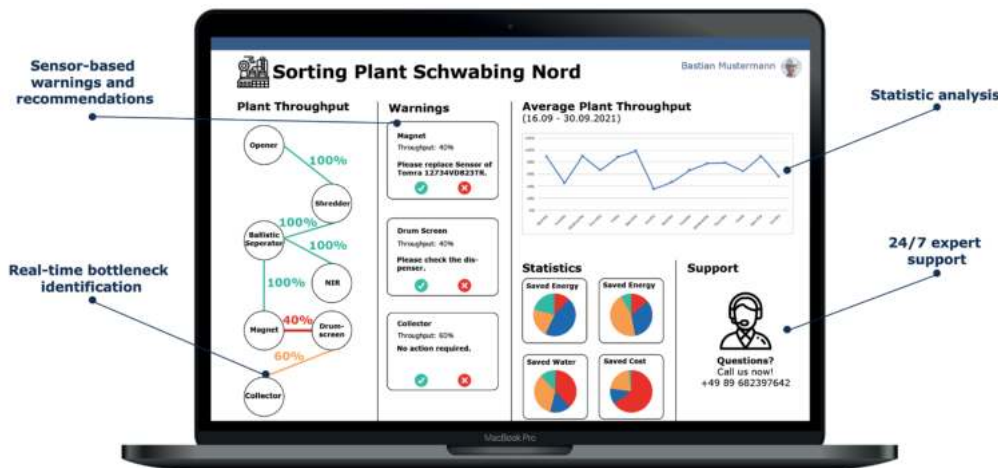 Sensor-based
warnings and
recommendations
Real-time bottleneck
identification
Sorting Plant Schwabing Nord
Bastian Mustermann
Plant Throughput
Opener
100%
Shredder
100%
Ballistic
Seperator
100%
NIR
100%
Magnet
40%
Drum-
screen
60%
Collector
Warnings
Magnet
Throughput: 40%
Please replace Sensor of
Tomra 12734VDB23TR.
Drum Screen
Throughput: 40%
Please check the dis-
penser.
Collector
Throughput: 60%
No action required.
Average Plant Throughput
(16.09 - 30.09.2021)
Statistics
Saved Energy
Saved Energy
Saved Water
Saved Cost
Support
Questions?
Call us now!
+49 89 682397642
Statistic analysis
24/7 expert
support
MacBook Pro